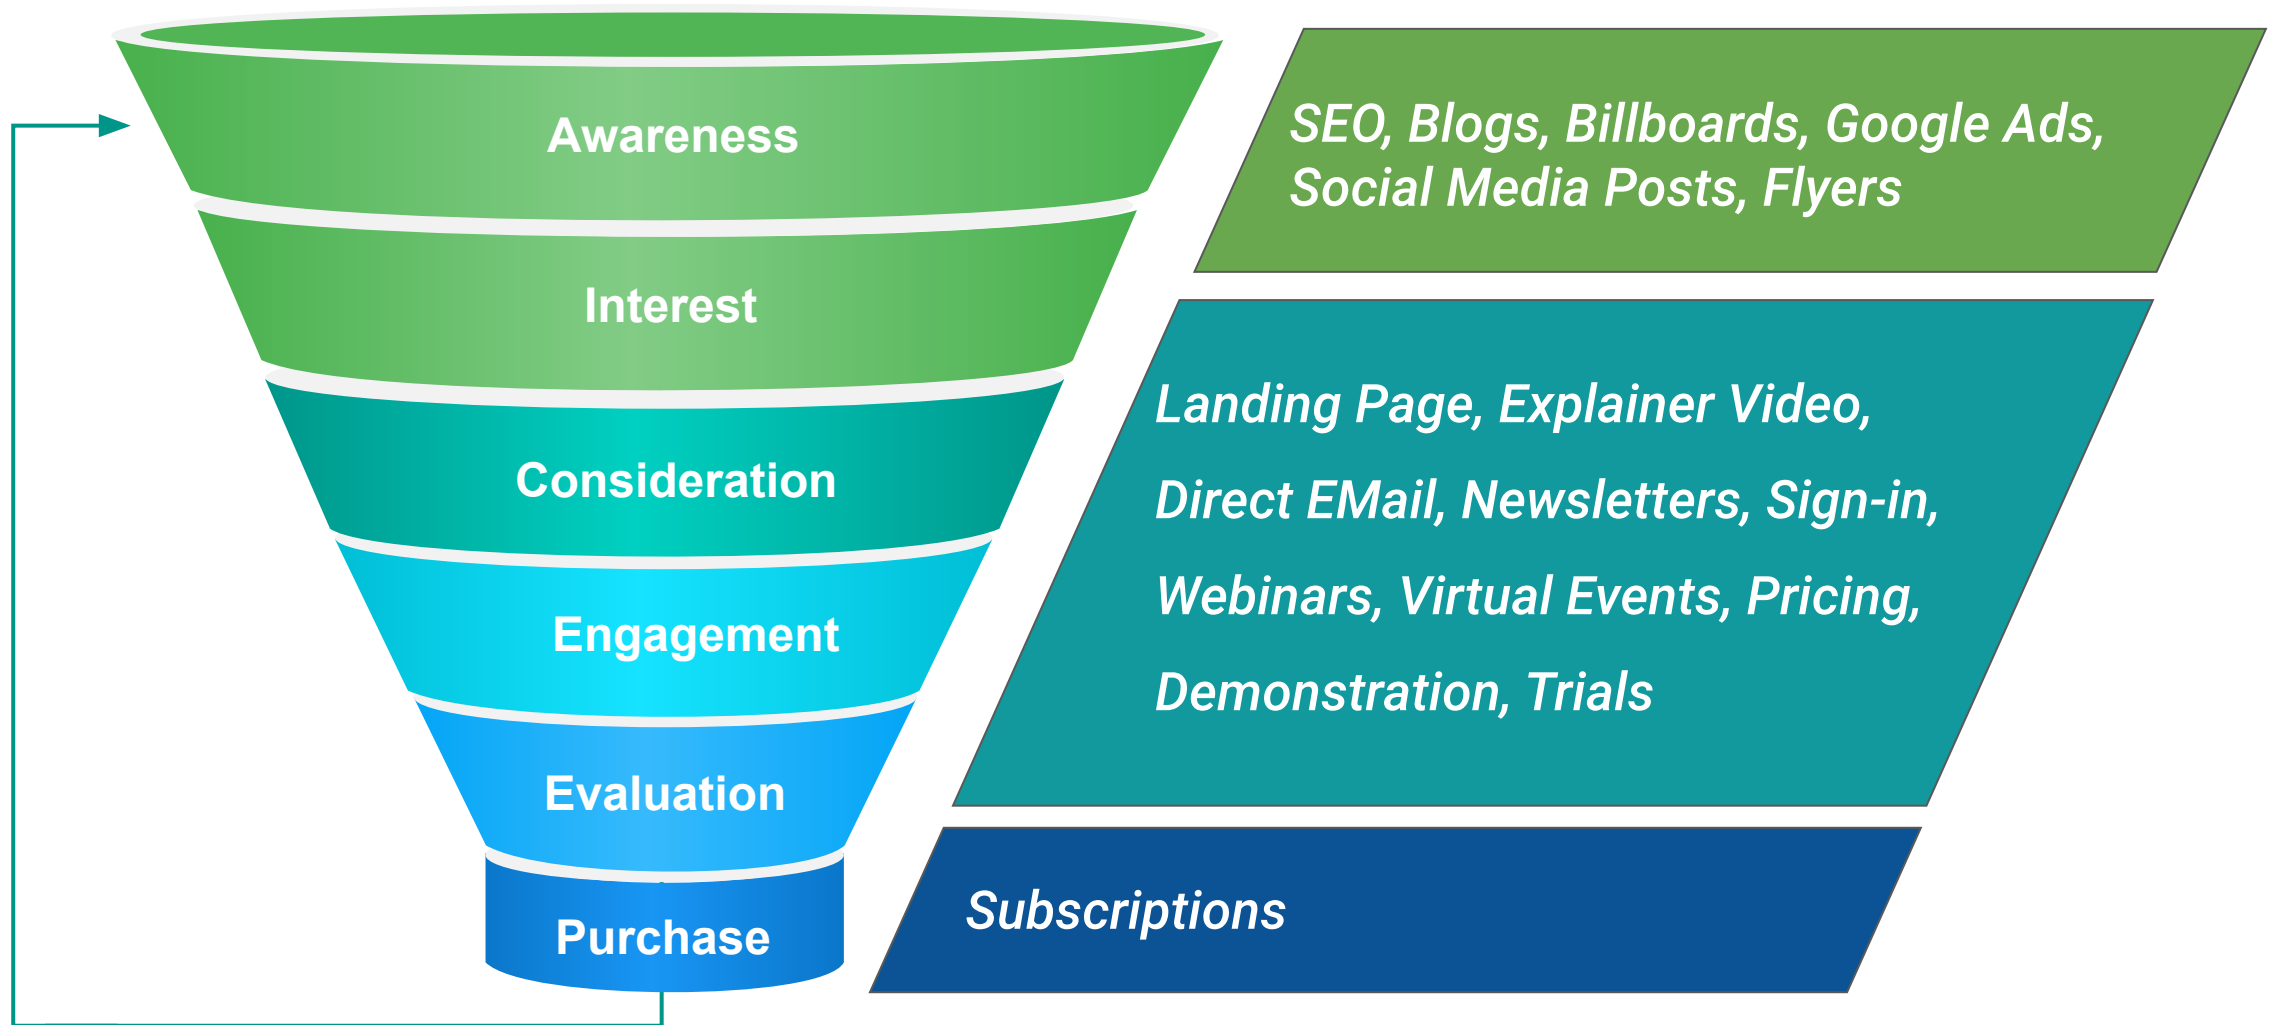 Awareness
Interest
Consideration
Engagement
Evaluation
Purchase
SEO, Blogs, Billboards, Google Ads,
Social Media Posts, Flyers
Landing Page, Explainer Video,
Direct EMail, Newsletters, Sign-in,
Webinars, Virtual Events, Pricing,
Demonstration, Trials
Subscriptions